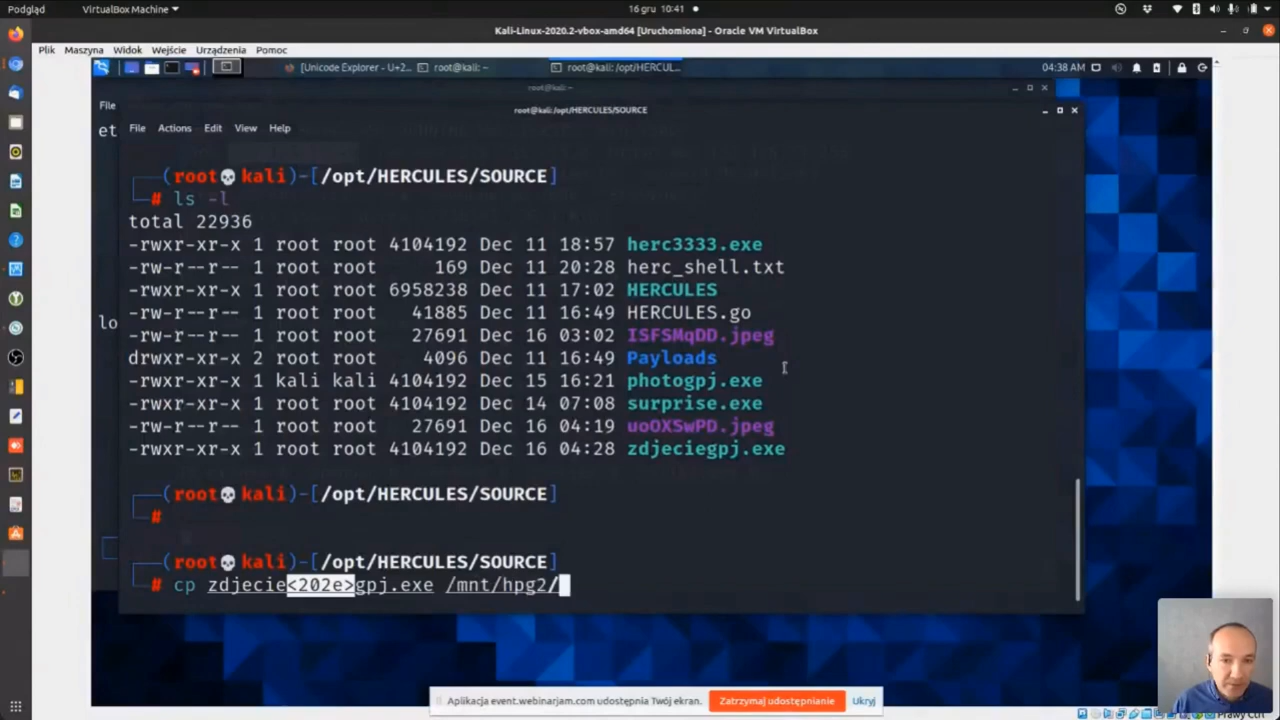 Podgląd
VirtualBox Machine
16 gru 10:41
Kali-Linux-2020.2-vbox-amd64 [Uruchomiona] - Oracle VM VirtualBox
Plik Maszyna Widok Wejście Urządzenia Pomoc
[Unicode Explorer - U+2... root@kali: ~ root@kali: /opt/HERCUL... 04:38 AM
root@kali: ~
File
root@kali: /opt/HERCULES/SOURCE
et
File Actions Edit View Help
(root💀kali)-[/opt/HERCULES/SOURCE]
# ls -l
total 22936
-rwxr-xr-x 1 root root 4104192 Dec 11 18:57 herc3333.exe
-rw-r--r-- 1 root root 169 Dec 11 20:28 herc_shell.txt
-rwxr-xr-x 1 root root 6958238 Dec 11 17:02 HERCULES
-rw-r--r-- 1 root root 41885 Dec 11 16:49 HERCULES.go
lo
-rw-r--r-- 1 root root 27691 Dec 16 03:02 ISFSMqDD.jpeg
drwxr-xr-x 2 root root 4096 Dec 11 16:49 Payloads
-rwxr-xr-x 1 kali kali 4104192 Dec 15 16:21 photogpj.exe
-rwxr-xr-x 1 root root 4104192 Dec 14 07:08 surprise.exe
-rw-r--r-- 1 root root 27691 Dec 16 04:19 uoOXSwPD.jpeg
-rwxr-xr-x 1 root root 4104192 Dec 16 04:28 zdjeciegpj.exe
(root💀kali)-[/opt/HERCULES/SOURCE]
#
(root💀kali)-[/opt/HERCULES/SOURCE]
# cp zdjecie<202e>gpj.exe /mnt/hpg2/
Aplikacja event.webinarjam.com udostępnia Twój ekran. Zatrzymaj udostępnianie Ukryj
Prawy Ctrl